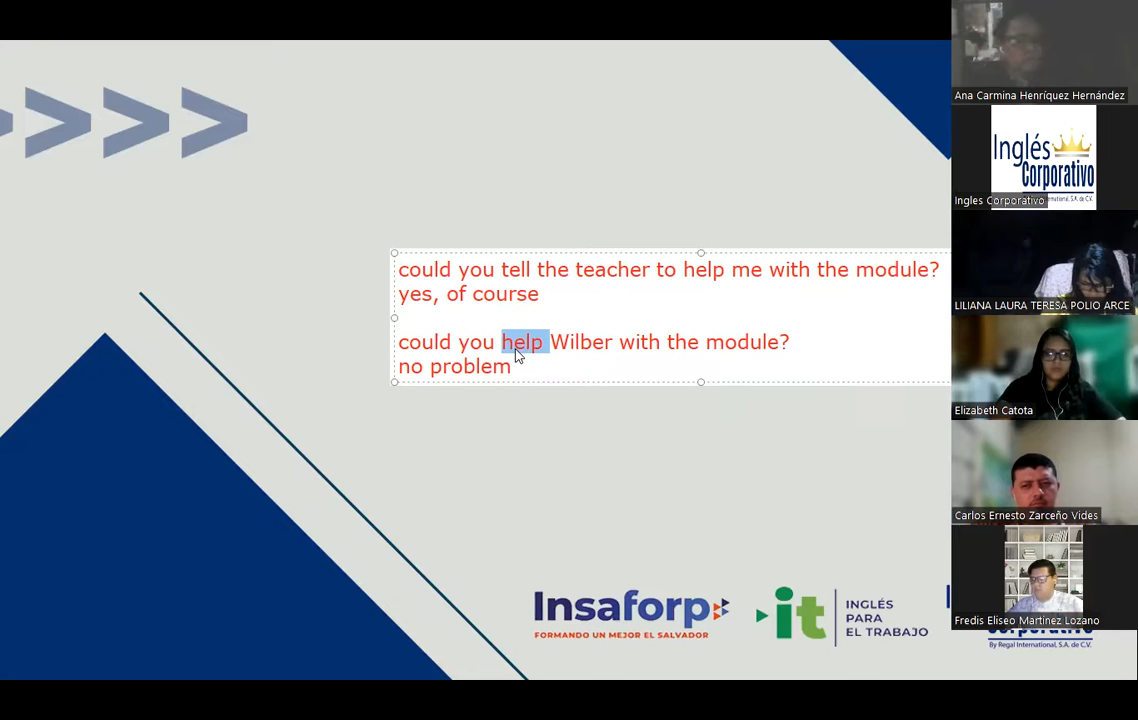 Ana Carmina Henríquez Hernández
Inglés
Corporativo
Ingles Corporativo
could you tell the teacher to help me with the module?
yes, of course
LILIANA LAURA TERESA POLIO ARCE
could you help Wilber with the module?
no problem
Elizabeth Catota
Carlos Ernesto Zarceño Vides
Insaforp
FORMANDO UN MEJOR EL SALVADOR
it
INGLÉS
PARA
EL TRABAJO
Fredis Eliseo Martinez Lozano
By Regal International, S.A. de C.V.